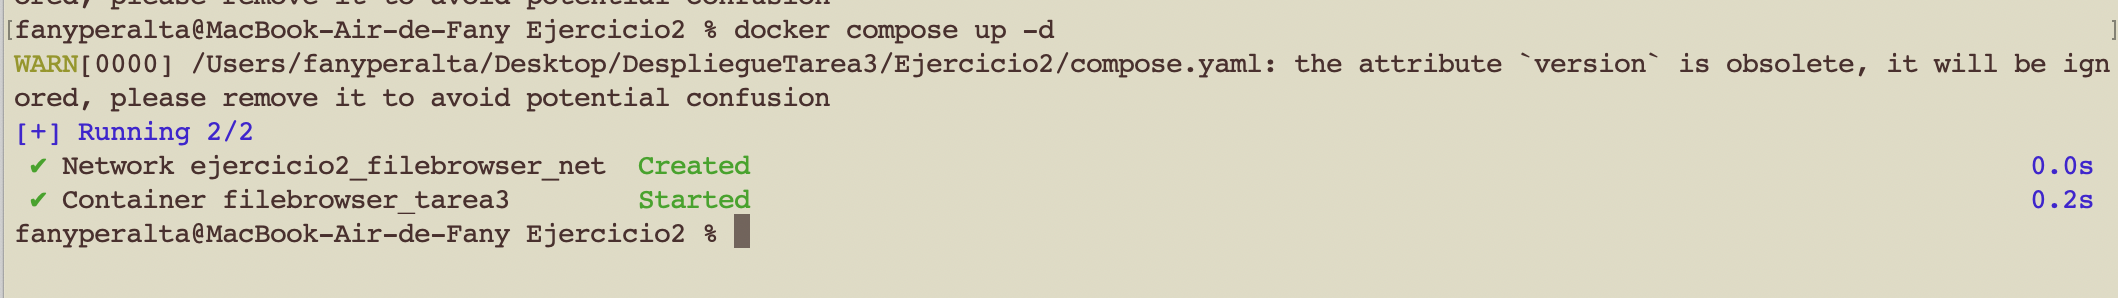 ored, please remove it to avoid potential confusion
[fanyperalta@MacBook-Air-de-Fany Ejercicio2 % docker compose up -d ]
WARN[0000] /Users/fanyperalta/Desktop/DespliegueTarea3/Ejercicio2/compose.yaml: the attribute `version` is obsolete, it will be ign
ored, please remove it to avoid potential confusion
[+] Running 2/2
✔ Network ejercicio2_filebrowser_net Created 0.0s
✔ Container filebrowser_tarea3 Started 0.2s
fanyperalta@MacBook-Air-de-Fany Ejercicio2 %